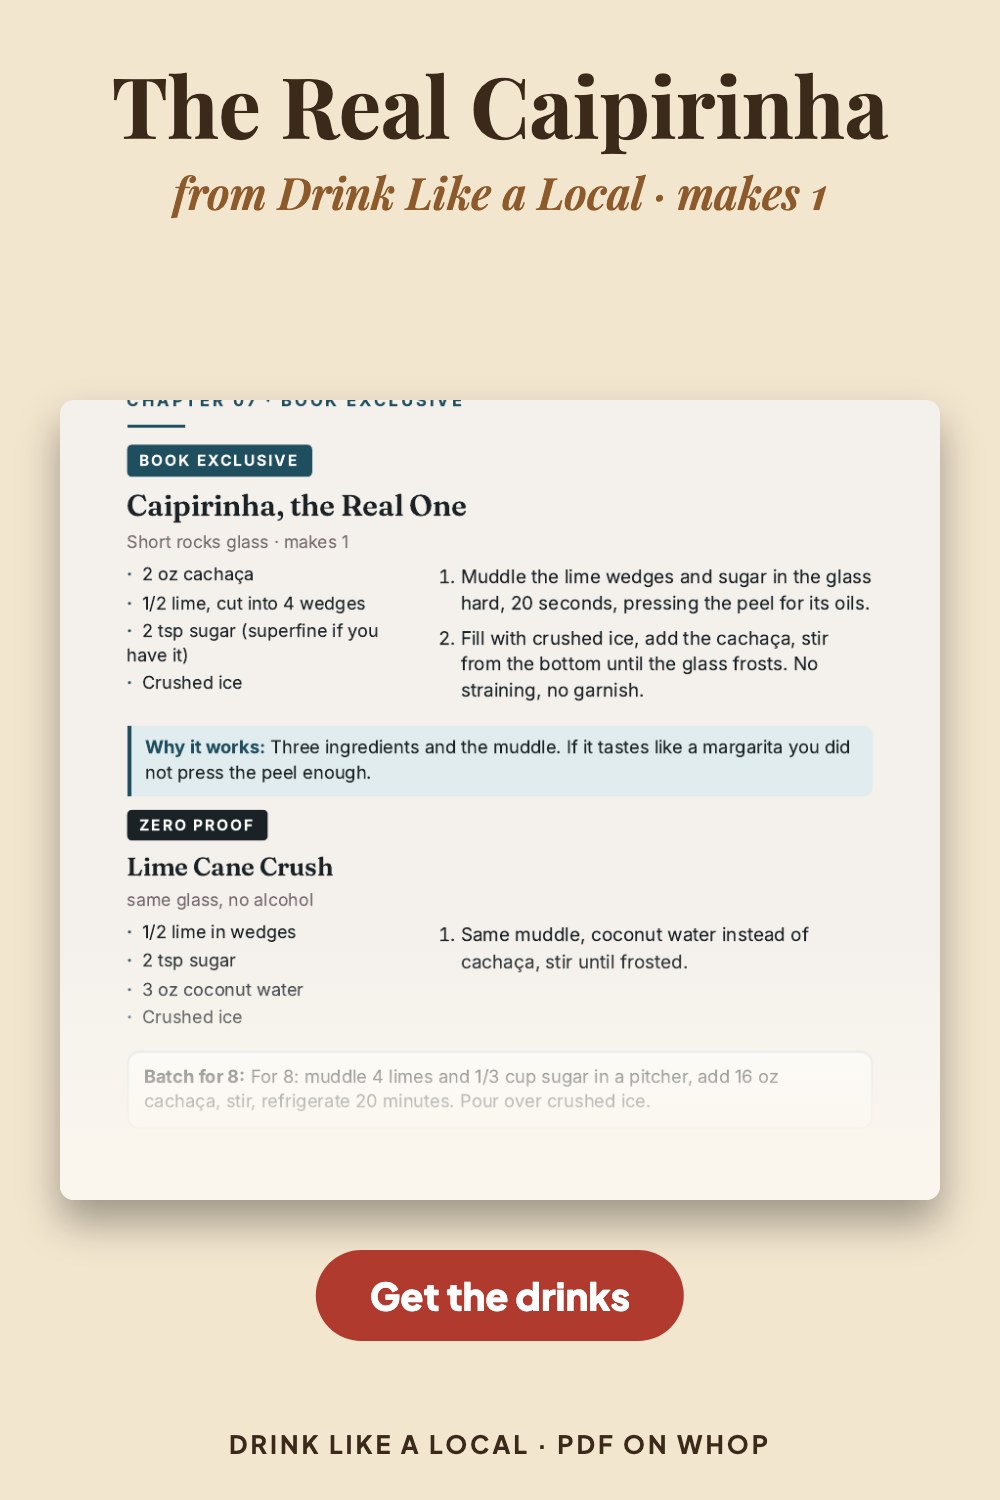 The Real Caipirinha
from Drink Like a Local · makes 1
CHAPTER 07 · BOOK EXCLUSIVE
BOOK EXCLUSIVE
Caipirinha, the Real One
Short rocks glass · makes 1
· 2 oz cachaça
· 1/2 lime, cut into 4 wedges
· 2 tsp sugar (superfine if you
have it)
· Crushed ice
1. Muddle the lime wedges and sugar in the glass
hard, 20 seconds, pressing the peel for its oils.
2. Fill with crushed ice, add the cachaça, stir
from the bottom until the glass frosts. No
straining, no garnish.
Why it works: Three ingredients and the muddle. If it tastes like a margarita you did
not press the peel enough.
ZERO PROOF
Lime Cane Crush
same glass, no alcohol
· 1/2 lime in wedges
· 2 tsp sugar
· 3 oz coconut water
· Crushed ice
1. Same muddle, coconut water instead of
cachaça, stir until frosted.
Batch for 8: For 8: muddle 4 limes and 1/3 cup sugar in a pitcher, add 16 oz
cachaça, stir, refrigerate 20 minutes. Pour over crushed ice.
Get the drinks
DRINK LIKE A LOCAL · PDF ON WHOP